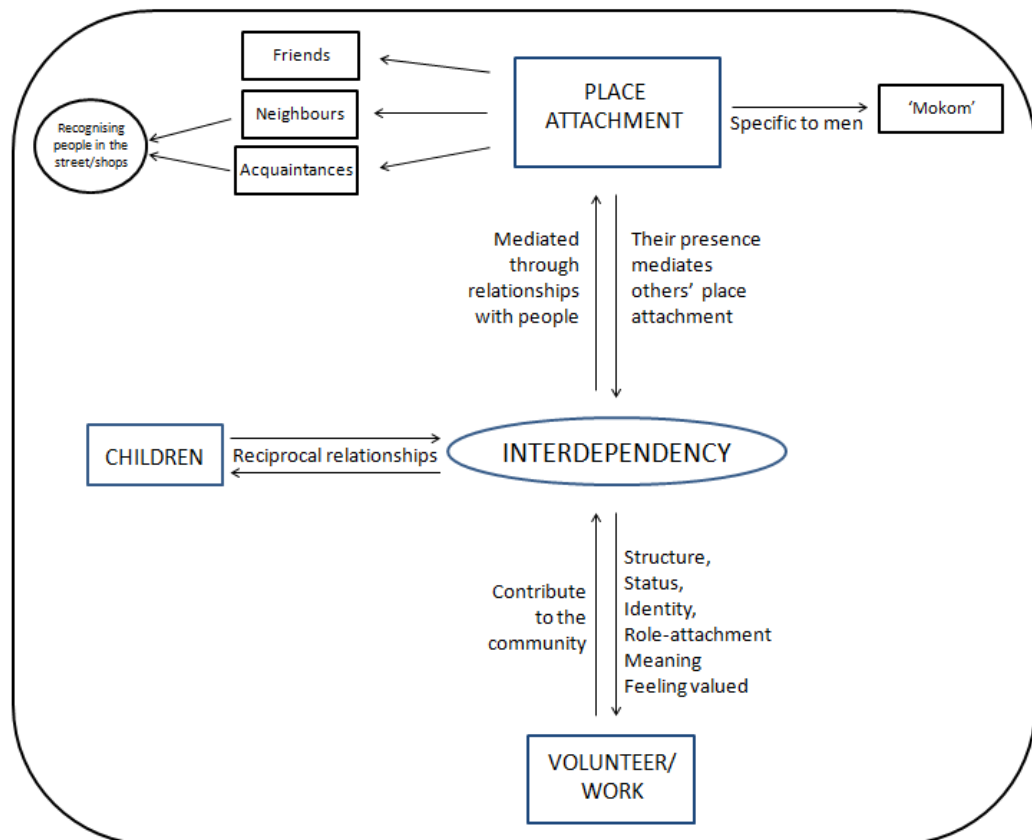 Friends
Neighbours
Acquaintances
Recognising
people in the
street/shops
PLACE
ATTACHMENT
Specific to men
‘Mokom’
Mediated
through
relationships
with people
Their presence
mediates
others’ place
attachment
CHILDREN
Reciprocal relationships
INTERDEPENDENCY
Contribute
to the
community
Structure,
Status,
Identity,
Role-attachment
Meaning
Feeling valued
VOLUNTEER/
WORK